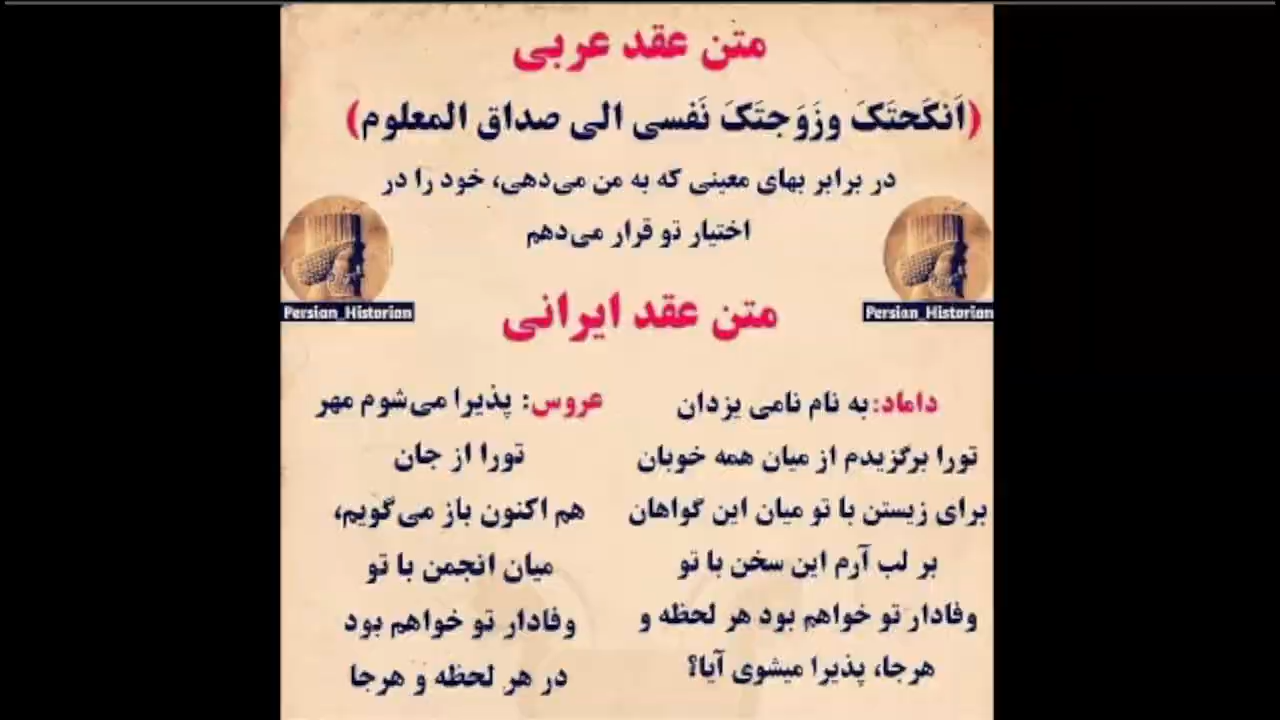 متن عقد عربی
(اَنکَحتَکَ وزَوَجتَکَ نَفسی الی صداق المعلوم)
در برابر بهای معینی که به من می‌دهی، خود را در
اختیار تو قرار می‌دهم
Persian_Historian
Persian_Historian
متن عقد ایرانی
داماد: به نام نامی یزدان
تورا برگزیدم از میان همه خوبان
برای زیستن با تو میان این گواهان
بر لب آرم این سخن با تو
وفادار تو خواهم بود هر لحظه و
هرجا، پذیرا میشوی آیا؟
عروس: پذیرا می‌شوم مهر
تورا از جان
هم اکنون باز می‌گویم،
میان انجمن با تو
وفادار تو خواهم بود
در هر لحظه و هرجا